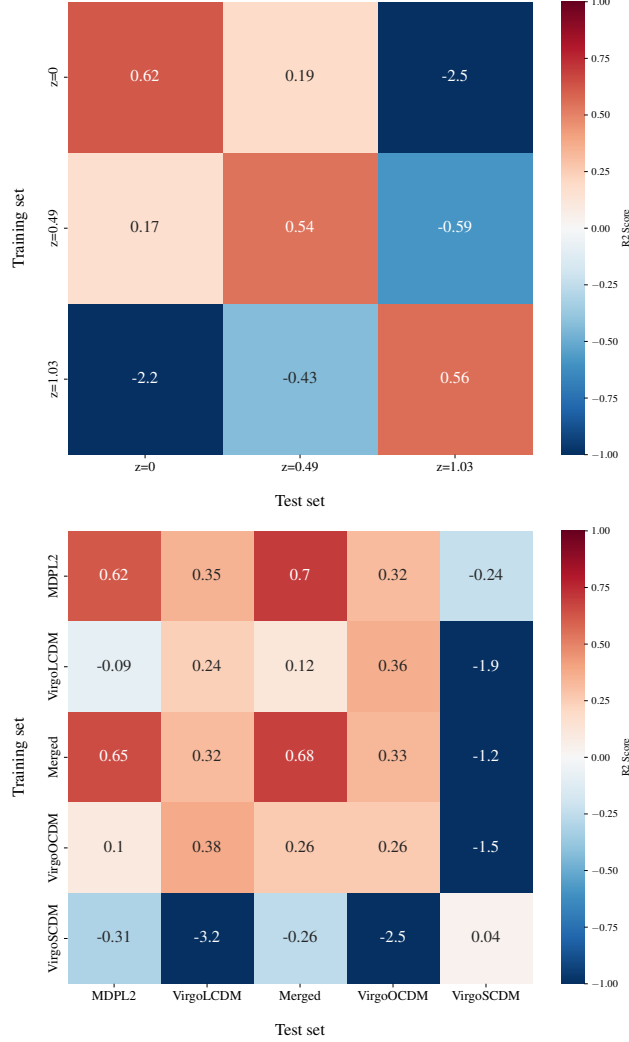 Training set
z=0
0.62 0.19 -2.5
z=0.49
0.17 0.54 -0.59
z=1.03
-2.2 -0.43 0.56
z=0 z=0.49 z=1.03
Test set
1.00
0.75
0.50
0.25
0.00
−0.25
−0.50
−0.75
−1.00
R2 Score
Training set
MDPL2
0.62 0.35 0.7 0.32 -0.24
VirgoLCDM
-0.09 0.24 0.12 0.36 -1.9
Merged
0.65 0.32 0.68 0.33 -1.2
VirgoOCDM
0.1 0.38 0.26 0.26 -1.5
VirgoSCDM
-0.31 -3.2 -0.26 -2.5 0.04
MDPL2 VirgoLCDM Merged VirgoOCDM VirgoSCDM
Test set
1.00
0.75
0.50
0.25
0.00
−0.25
−0.50
−0.75
−1.00
R2 Score